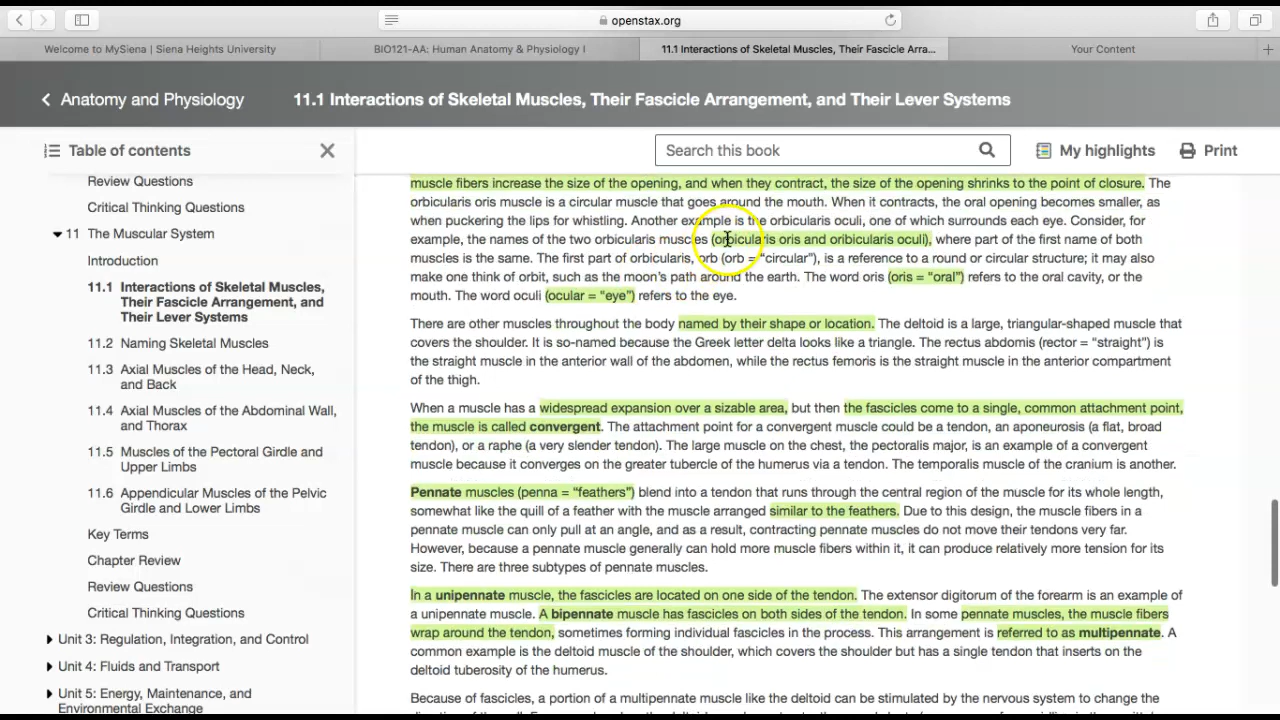 openstax.org
Welcome to MySiena | Siena Heights University
BIO121-AA: Human Anatomy & Physiology I
11.1 Interactions of Skeletal Muscles, Their Fascicle Arra...
Your Content
Anatomy and Physiology
11.1 Interactions of Skeletal Muscles, Their Fascicle Arrangement, and Their Lever Systems
Table of contents
Search this book
My highlights
Print
Review Questions
Critical Thinking Questions
11 The Muscular System
Introduction
11.1 Interactions of Skeletal Muscles,
Their Fascicle Arrangement, and
Their Lever Systems
11.2 Naming Skeletal Muscles
11.3 Axial Muscles of the Head, Neck,
and Back
11.4 Axial Muscles of the Abdominal Wall,
and Thorax
11.5 Muscles of the Pectoral Girdle and
Upper Limbs
11.6 Appendicular Muscles of the Pelvic
Girdle and Lower Limbs
Key Terms
Chapter Review
Review Questions
Critical Thinking Questions
Unit 3: Regulation, Integration, and Control
Unit 4: Fluids and Transport
Unit 5: Energy, Maintenance, and
Environmental Exchange
muscle fibers increase the size of the opening, and when they contract, the size of the opening shrinks to the point of closure. The
orbicularis oris muscle is a circular muscle that goes around the mouth. When it contracts, the oral opening becomes smaller, as
when puckering the lips for whistling. Another example is the orbicularis oculi, one of which surrounds each eye. Consider, for
example, the names of the two orbicularis muscles (orbicularis oris and oribicularis oculi), where part of the first name of both
muscles is the same. The first part of orbicularis, orb (orb = “circular”), is a reference to a round or circular structure; it may also
make one think of orbit, such as the moon’s path around the earth. The word oris (oris = “oral”) refers to the oral cavity, or the
mouth. The word oculi (ocular = “eye”) refers to the eye.
There are other muscles throughout the body named by their shape or location. The deltoid is a large, triangular-shaped muscle that
covers the shoulder. It is so-named because the Greek letter delta looks like a triangle. The rectus abdomis (rector = “straight”) is
the straight muscle in the anterior wall of the abdomen, while the rectus femoris is the straight muscle in the anterior compartment
of the thigh.
When a muscle has a widespread expansion over a sizable area, but then the fascicles come to a single, common attachment point,
the muscle is called convergent. The attachment point for a convergent muscle could be a tendon, an aponeurosis (a flat, broad
tendon), or a raphe (a very slender tendon). The large muscle on the chest, the pectoralis major, is an example of a convergent
muscle because it converges on the greater tubercle of the humerus via a tendon. The temporalis muscle of the cranium is another.
Pennate muscles (penna = “feathers”) blend into a tendon that runs through the central region of the muscle for its whole length,
somewhat like the quill of a feather with the muscle arranged similar to the feathers. Due to this design, the muscle fibers in a
pennate muscle can only pull at an angle, and as a result, contracting pennate muscles do not move their tendons very far.
However, because a pennate muscle generally can hold more muscle fibers within it, it can produce relatively more tension for its
size. There are three subtypes of pennate muscles.
In a unipennate muscle, the fascicles are located on one side of the tendon. The extensor digitorum of the forearm is an example of
a unipennate muscle. A bipennate muscle has fascicles on both sides of the tendon. In some pennate muscles, the muscle fibers
wrap around the tendon, sometimes forming individual fascicles in the process. This arrangement is referred to as multipennate. A
common example is the deltoid muscle of the shoulder, which covers the shoulder but has a single tendon that inserts on the
deltoid tuberosity of the humerus.
Because of fascicles, a portion of a multipennate muscle like the deltoid can be stimulated by the nervous system to change the